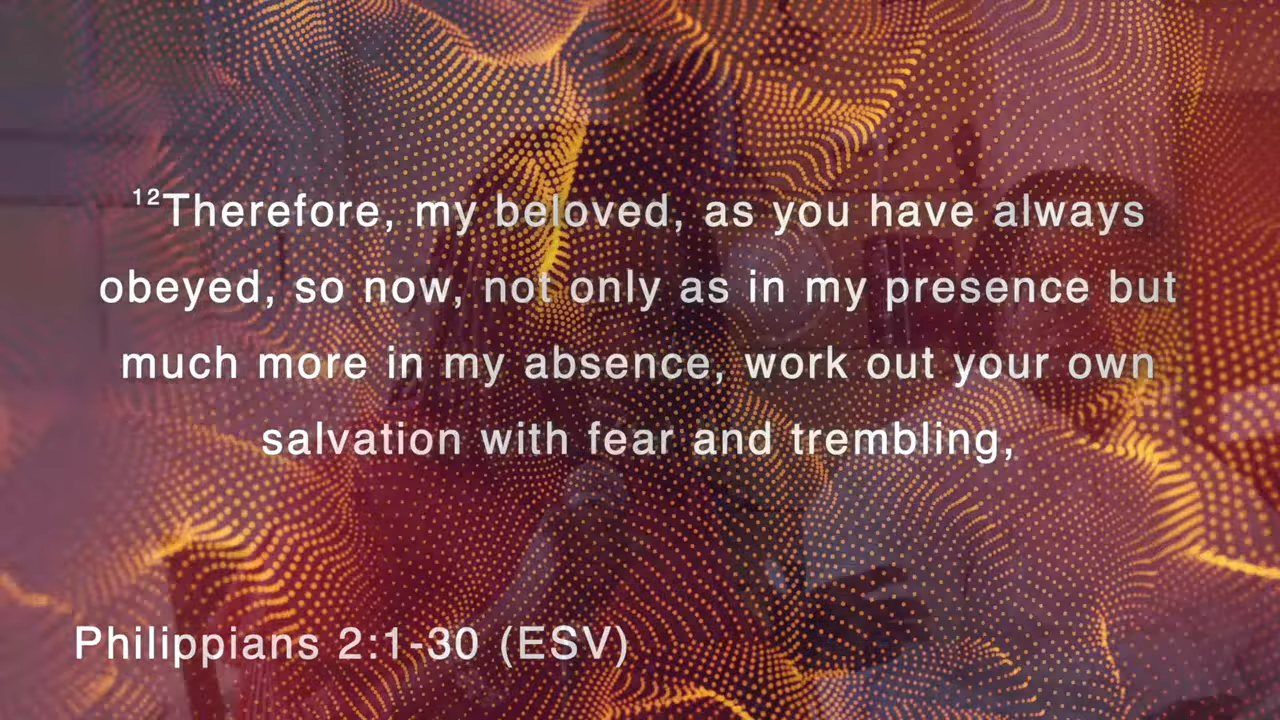 ¹²Therefore, my beloved, as you have always
obeyed, so now, not only as in my presence but
much more in my absence, work out your own
salvation with fear and trembling,
Philippians 2:1-30 (ESV)